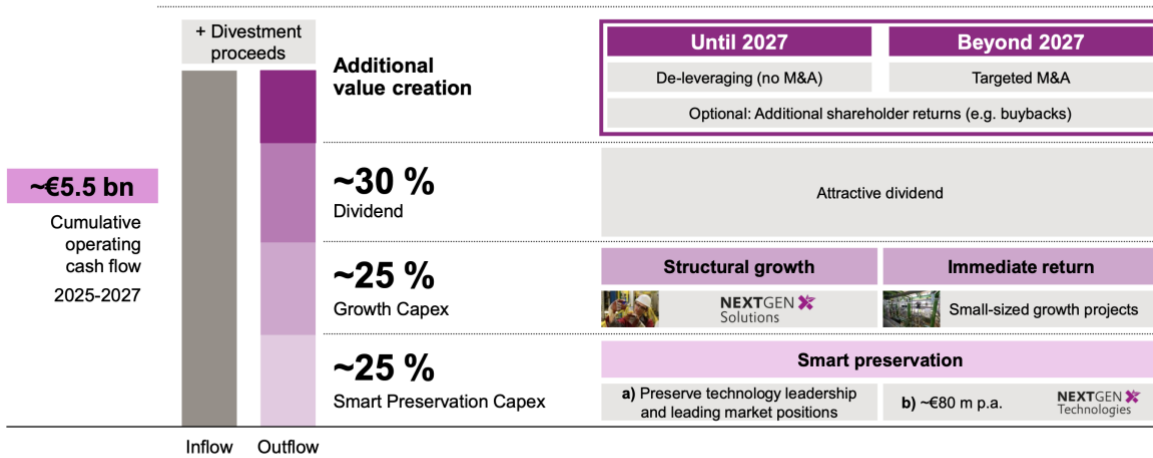 + Divestment
proceeds
Additional
value creation
Until 2027
Beyond 2027
De-leveraging (no M&A)
Targeted M&A
Optional: Additional shareholder returns (e.g. buybacks)
~€5.5 bn
Cumulative
operating
cash flow
2025-2027
~30 %
Dividend
Attractive dividend
~25 %
Growth Capex
Structural growth
Immediate return
NEXTGEN
Solutions
Small-sized growth projects
~25 %
Smart Preservation Capex
Smart preservation
a) Preserve technology leadership
and leading market positions
b) ~€80 m p.a.
NEXTGEN
Technologies
Inflow
Outflow